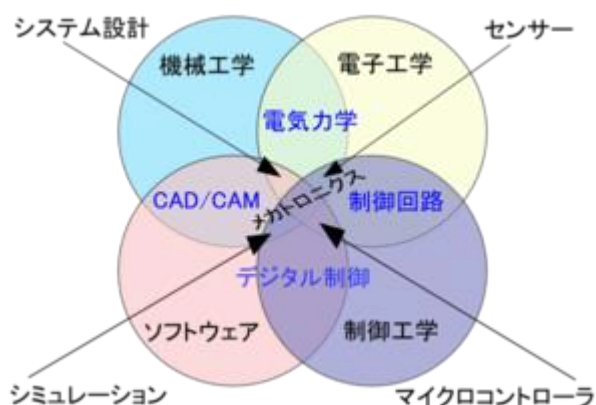 システム設計
センサー
機械工学
電子工学
電気力学
CAD/CAM
メカトロニクス
制御回路
デジタル制御
ソフトウェア
制御工学
シミュレーション
マイクロコントローラ